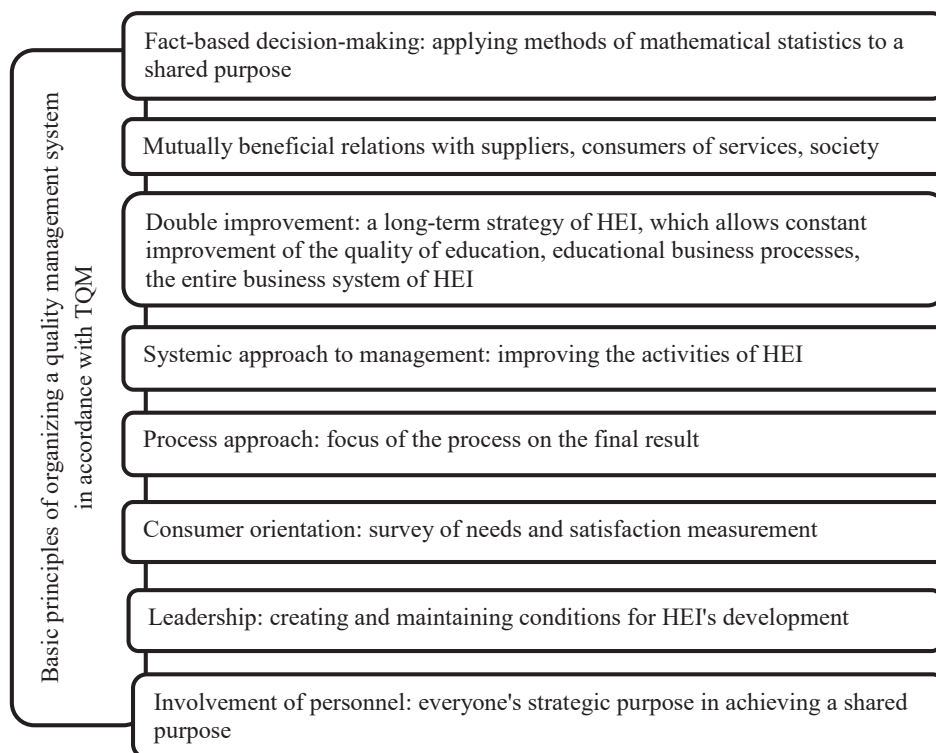 Basic principles of organizing a quality management system
in accordance with TQM
Fact-based decision-making: applying methods of mathematical statistics to a
shared purpose
Mutually beneficial relations with suppliers, consumers of services, society
Double improvement: a long-term strategy of HEI, which allows constant
improvement of the quality of education, educational business processes,
the entire business system of HEI
Systemic approach to management: improving the activities of HEI
Process approach: focus of the process on the final result
Consumer orientation: survey of needs and satisfaction measurement
Leadership: creating and maintaining conditions for HEI's development
Involvement of personnel: everyone's strategic purpose in achieving a shared
purpose